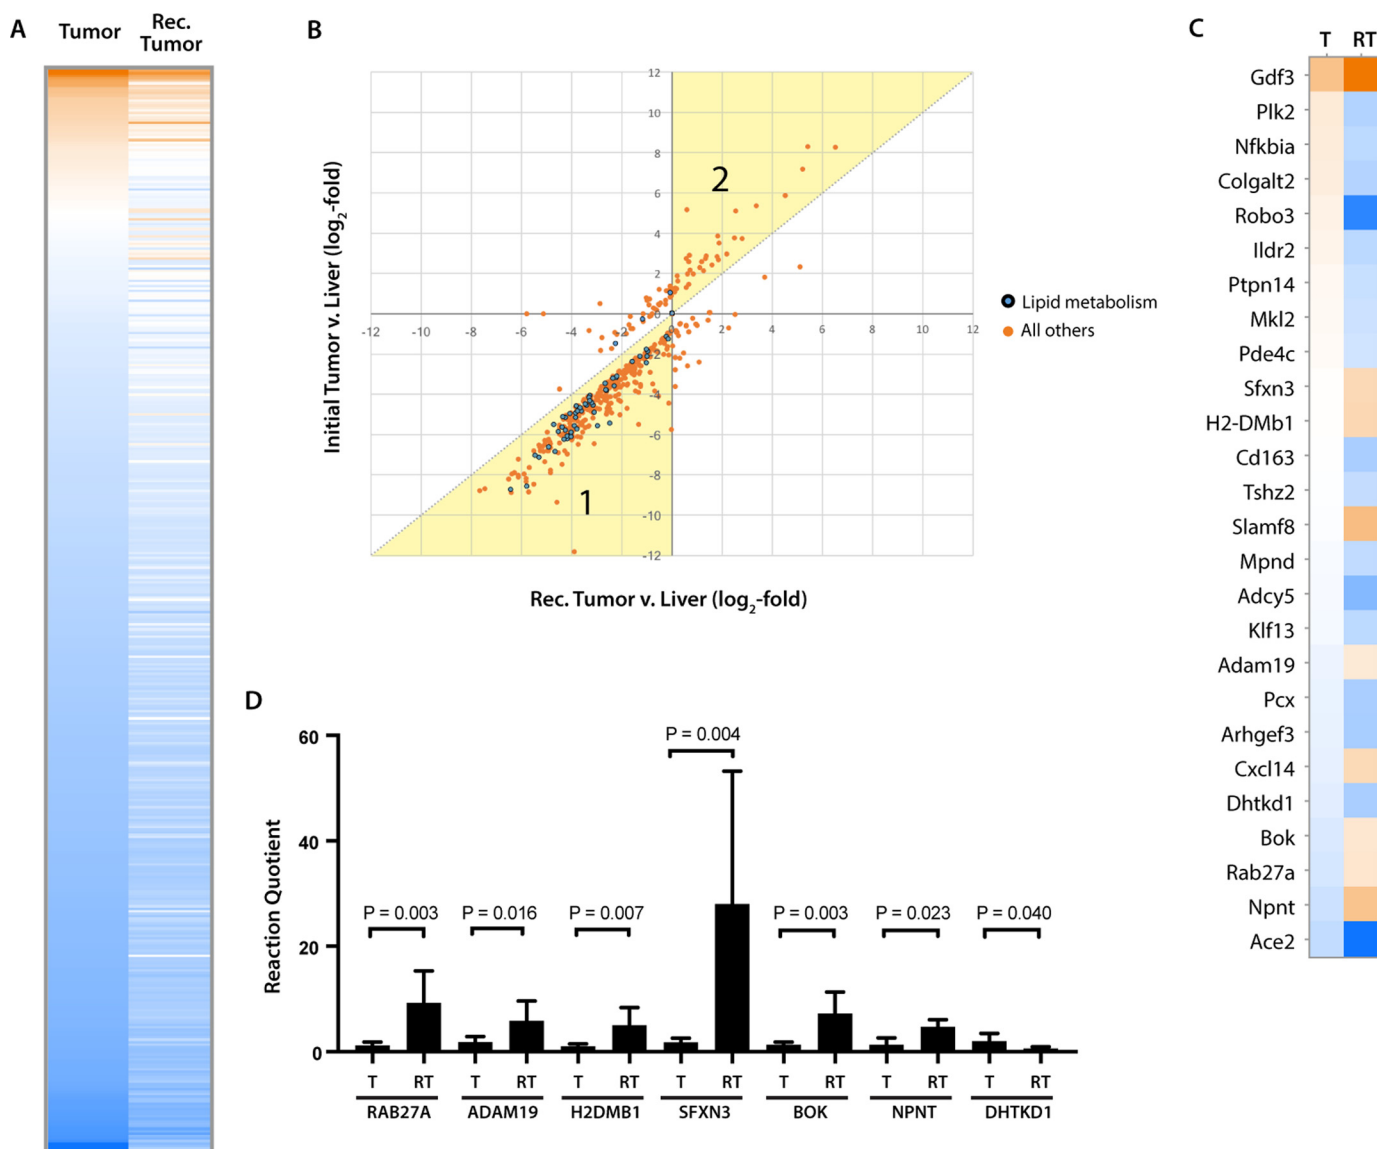 A
Tumor
Rec.
Tumor
B
12
10
8
6
4
2
0
-2
-4
-6
-8
-10
-12
-12
-10
-8
-6
-4
-2
2
4
6
8
10
12
2
1
Initial Tumor v. Liver (log2-fold)
Rec. Tumor v. Liver (log2-fold)
Lipid metabolism
All others
C
T
RT
Gdf3
Plk2
Nfkbia
Colgalt2
Robo3
Ildr2
Ptpn14
Mkl2
Pde4c
Sfxn3
H2-DMb1
Cd163
Tshz2
Slamf8
Mpnd
Adcy5
Klf13
Adam19
Pcx
Arhgef3
Cxcl14
Dhtkd1
Bok
Rab27a
Npnt
Ace2
D
Reaction Quotient
60
40
20
0
P = 0.003
P = 0.016
P = 0.007
P = 0.004
P = 0.003
P = 0.023
P = 0.040
T RT T RT T RT T RT T RT T RT T RT
RAB27A ADAM19 H2DMB1 SFXN3 BOK NPNT DHTKD1